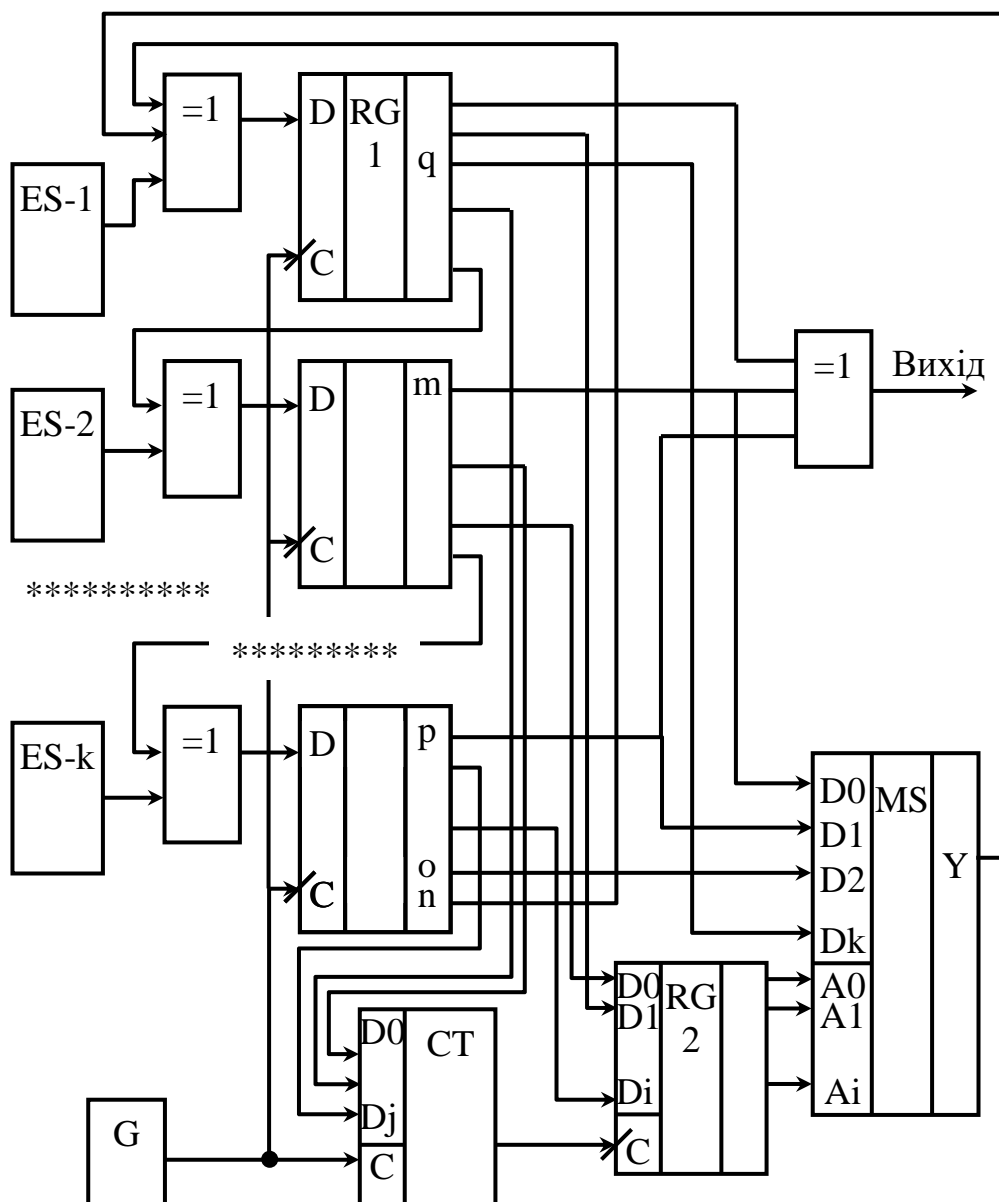 =1
D
RG
1
q
C
ES-1
=1
Вихід
=1
D
m
C
ES-2
**********
*********
=1
D
p
o
n
C
ES-k
D0
MS
D1
D2
Y
Dk
A0
A1
Ai
D0
RG
D1
2
Di
C
D0
CT
Dj
C
G